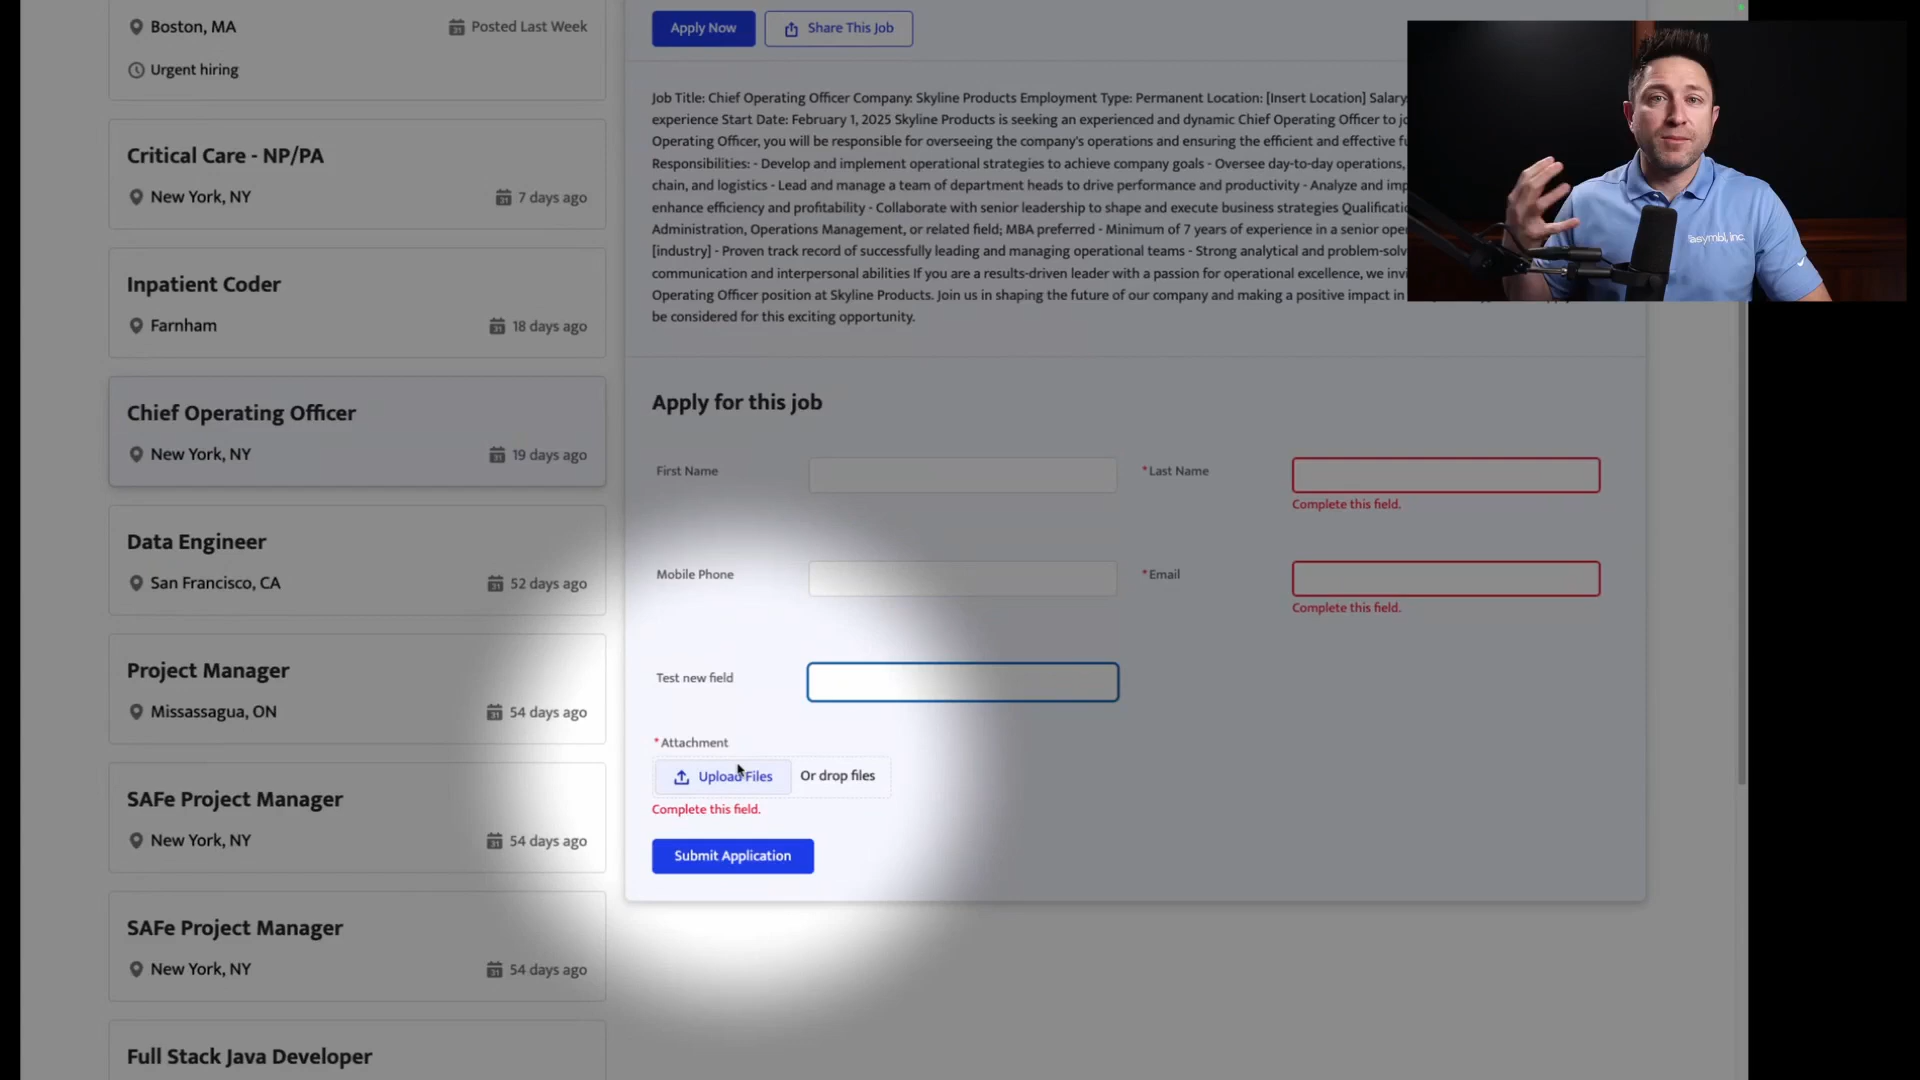 Boston, MA
Posted Last Week
Urgent hiring
Critical Care - NP/PA
New York, NY
7 days ago
Inpatient Coder
Farnham
18 days ago
Chief Operating Officer
New York, NY
19 days ago
Data Engineer
San Francisco, CA
52 days ago
Project Manager
Missassagua, ON
54 days ago
SAFe Project Manager
New York, NY
54 days ago
SAFe Project Manager
New York, NY
54 days ago
Full Stack Java Developer
Apply Now
Share This Job
Job Title: Chief Operating Officer Company: Skyline Products Employment Type: Permanent Location: [Insert Location] Salary:
experience Start Date: February 1, 2025 Skyline Products is seeking an experienced and dynamic Chief Operating Officer to
Operating Officer, you will be responsible for overseeing the company's operations and ensuring the efficient and effective
Responsibilities: - Develop and implement operational strategies to achieve company goals - Oversee day-to-day operations,
chain, and logistics - Lead and manage a team of department heads to drive performance and productivity - Analyze and
enhance efficiency and profitability - Collaborate with senior leadership to shape and execute business strategies
Administration, Operations Management, or related field; MBA preferred - Minimum of 7 years of experience in a senior
[industry] - Proven track record of successfully leading and managing operational teams - Strong analytical and
communication and interpersonal abilities If you are a results-driven leader with a passion for operational excellence, we
Operating Officer position at Skyline Products. Join us in shaping the future of our company and making a positive impact in
be considered for this exciting opportunity.
Apply for this job
First Name
* Last Name
Complete this field.
Mobile Phone
* Email
Complete this field.
Test new field
* Attachment
Upload Files
Or drop files
Complete this field.
Submit Application
asymbl, inc.